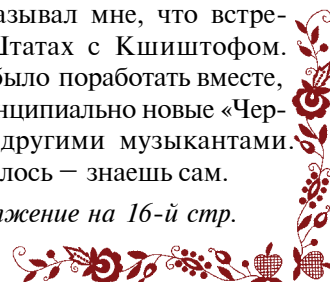 азывал мне, что встре-
Штатах с Кшиштофом.
было поработать вместе,
нципиально новые «Чер-
другими музыкантами.
лось – знаешь сам.
жение на 16-й стр.